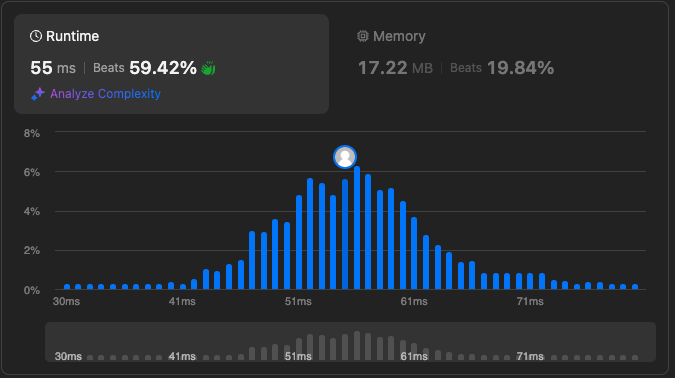 Runtime
55 ms | Beats 59.42%
Analyze Complexity
Memory
17.22 MB | Beats 19.84%
8%
6%
4%
2%
0%
30ms 41ms 51ms 61ms 71ms
30ms 41ms 51ms 61ms 71ms